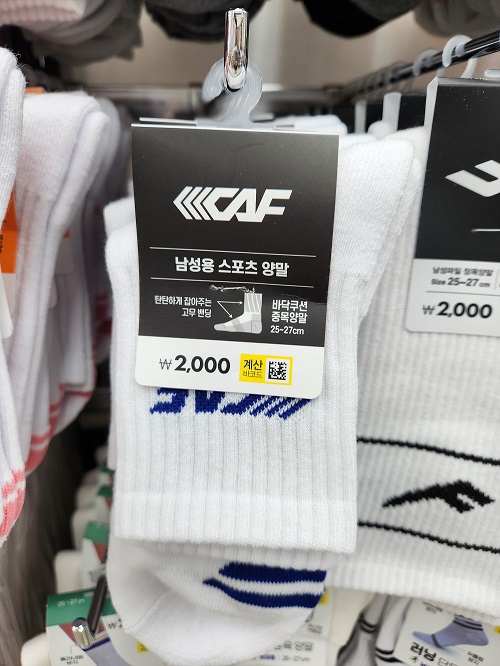 CAF
남성용 스포츠 양말
탄탄하게 잡아주는
고무 밴딩
바닥쿠션
중목양말
25~27cm
₩2,000
계산
바코드
남성파일 장목양말
Size 25~27 cm
₩2,000
러닝